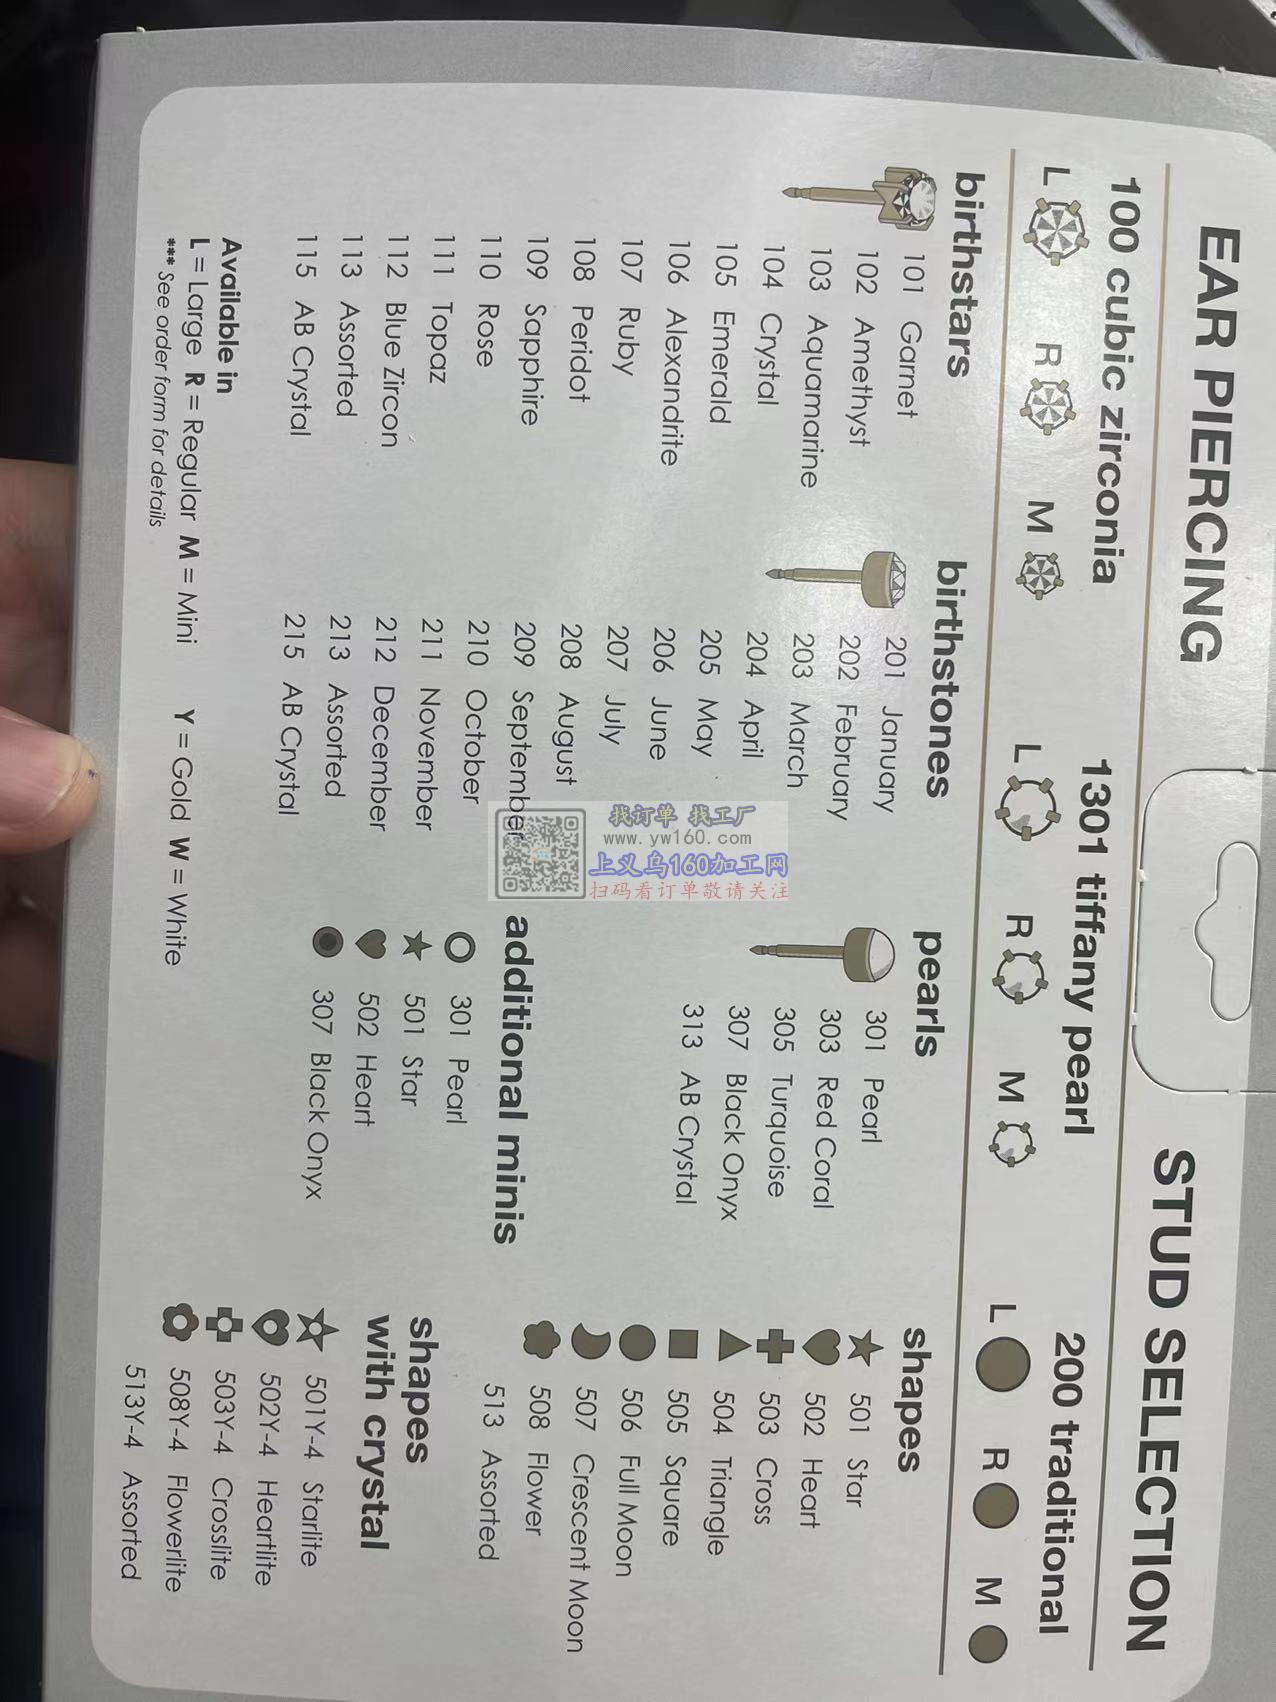 EAR PIERCING STUD SELECTION
100 cubic zirconia
L R M
1301 tiffany pearl
L R M
200 traditional
L R M
birthstars
101 Garnet
102 Amethyst
103 Aquamarine
104 Crystal
105 Emerald
106 Alexandrite
107 Ruby
108 Peridot
109 Sapphire
110 Rose
111 Topaz
112 Blue Zircon
113 Assorted
115 AB Crystal
birthstones
201 January
202 February
203 March
204 April
205 May
206 June
207 July
208 August
209 September
210 October
211 November
212 December
213 Assorted
215 AB Crystal
pearls
301 Pearl
303 Red Coral
305 Turquoise
307 Black Onyx
313 AB Crystal
additional minis
301 Pearl
501 Star
502 Heart
307 Black Onyx
shapes
501 Star
502 Heart
503 Cross
504 Triangle
505 Square
506 Full Moon
507 Crescent Moon
508 Flower
513 Assorted
shapes
with crystal
501Y-4 Starlite
502Y-4 Heartlite
503Y-4 Crosslite
508Y-4 Flowerlite
513Y-4 Assorted
Available in
L = Large R = Regular M = Mini Y = Gold W = White
*** See order form for details
找订单 找工厂
www.yw160.com
上义乌160加工网
扫码看订单敬请关注